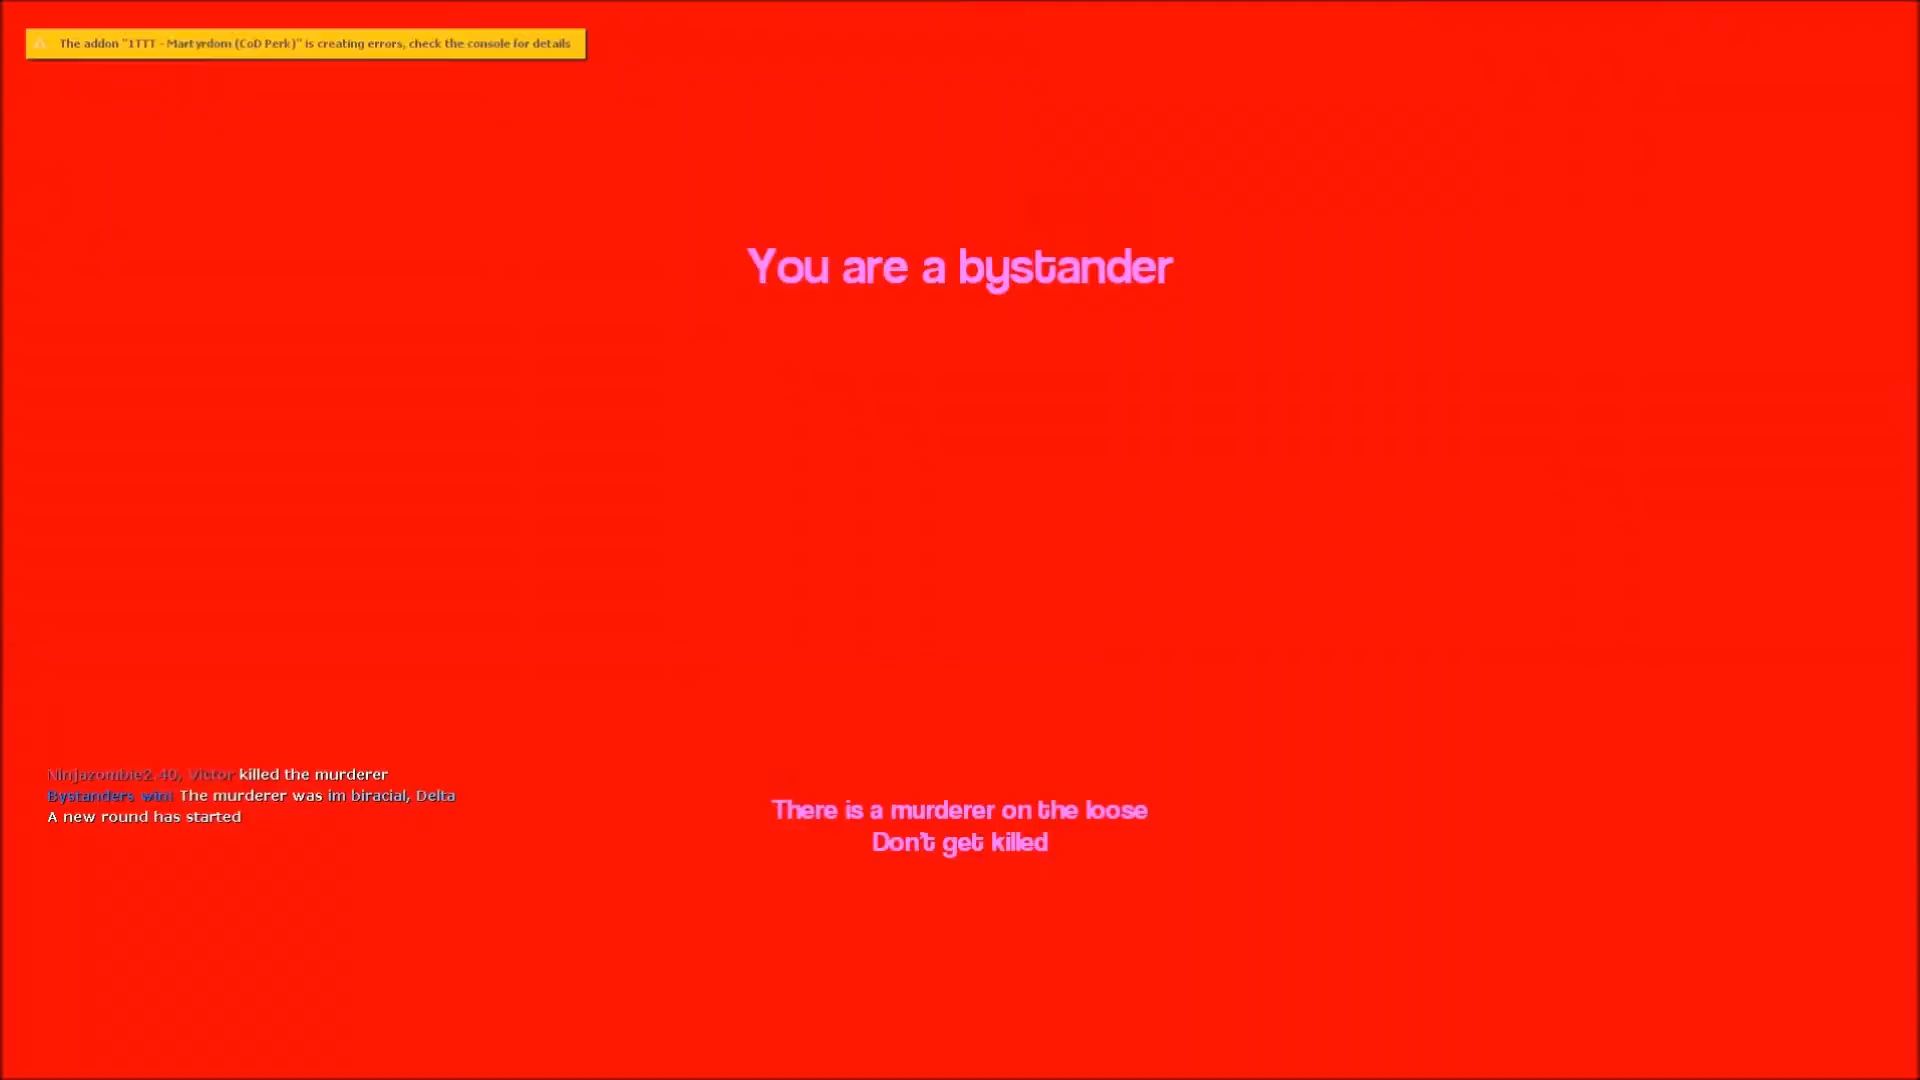 The addon "1TTT - Martyrdom (CoD Perk)" is creating errors, check the console for details
You are a bystander
Ninjazombie2.40, Victor killed the murderer
Bystanders win! The murderer was im biracial, Delta
A new round has started
There is a murderer on the loose
Don't get killed